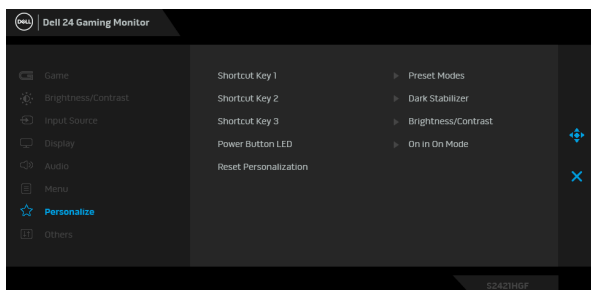 DELL
Dell 24 Gaming Monitor
Game
Brightness/Contrast
Input Source
Display
Audio
Menu
Personalize
Others
Shortcut Key 1 Preset Modes
Shortcut Key 2 Dark Stabilizer
Shortcut Key 3 Brightness/Contrast
Power Button LED On in On Mode
Reset Personalization
S2421HGF